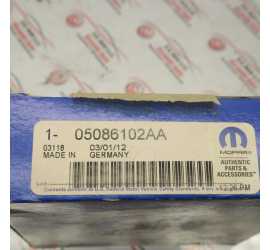 1- 05086102AA
03118 03/01/12
MADE IN GERMANY
MOPAR
AUTHENTIC
PARTS &
ACCESSORIES